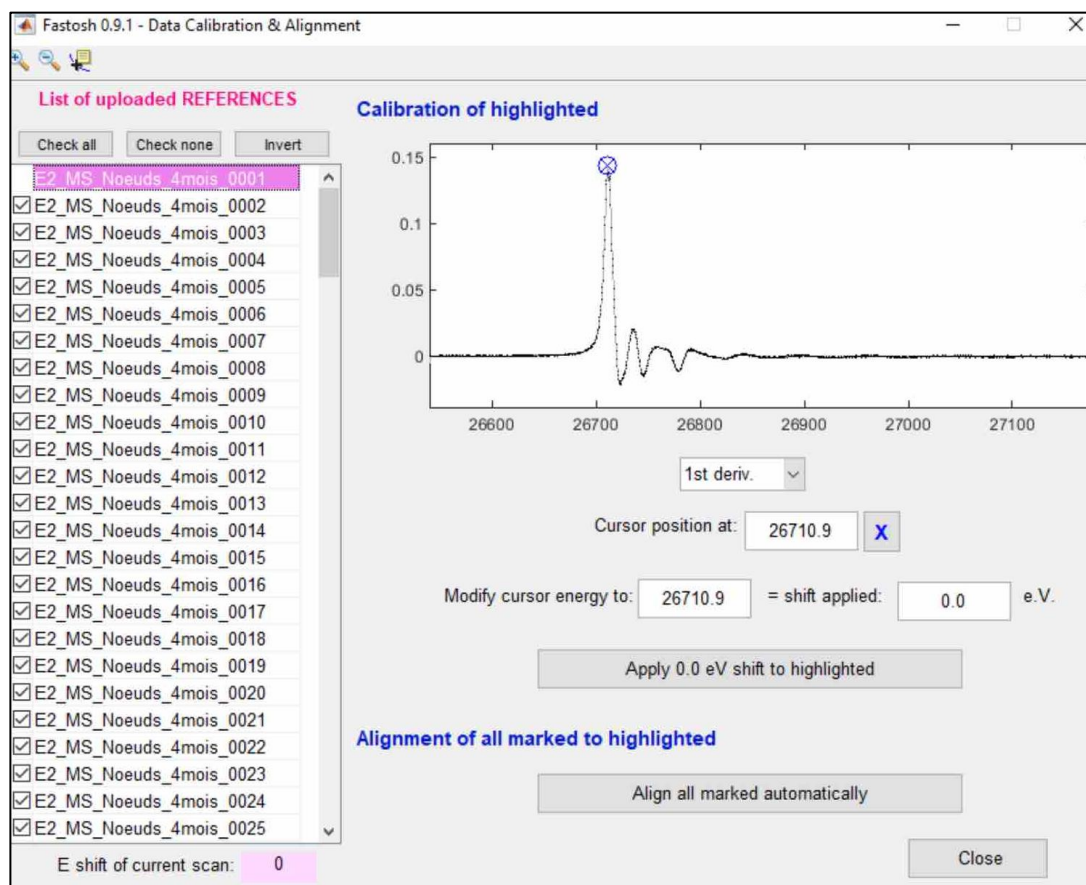 Fastosh 0.9.1 - Data Calibration & Alignment
List of uploaded REFERENCES
Check all Check none Invert
E2_MS_Noeuds_4mois_0001
E2_MS_Noeuds_4mois_0002
E2_MS_Noeuds_4mois_0003
E2_MS_Noeuds_4mois_0004
E2_MS_Noeuds_4mois_0005
E2_MS_Noeuds_4mois_0006
E2_MS_Noeuds_4mois_0007
E2_MS_Noeuds_4mois_0008
E2_MS_Noeuds_4mois_0009
E2_MS_Noeuds_4mois_0010
E2_MS_Noeuds_4mois_0011
E2_MS_Noeuds_4mois_0012
E2_MS_Noeuds_4mois_0013
E2_MS_Noeuds_4mois_0014
E2_MS_Noeuds_4mois_0015
E2_MS_Noeuds_4mois_0016
E2_MS_Noeuds_4mois_0017
E2_MS_Noeuds_4mois_0018
E2_MS_Noeuds_4mois_0019
E2_MS_Noeuds_4mois_0020
E2_MS_Noeuds_4mois_0021
E2_MS_Noeuds_4mois_0022
E2_MS_Noeuds_4mois_0023
E2_MS_Noeuds_4mois_0024
E2_MS_Noeuds_4mois_0025
E shift of current scan: 0
Calibration of highlighted
0.15
0.1
0.05
0
26600 26700 26800 26900 27000 27100
1st deriv.
Cursor position at: 26710.9 X
Modify cursor energy to: 26710.9 = shift applied: 0.0 e.V.
Apply 0.0 eV shift to highlighted
Alignment of all marked to highlighted
Align all marked automatically
Close